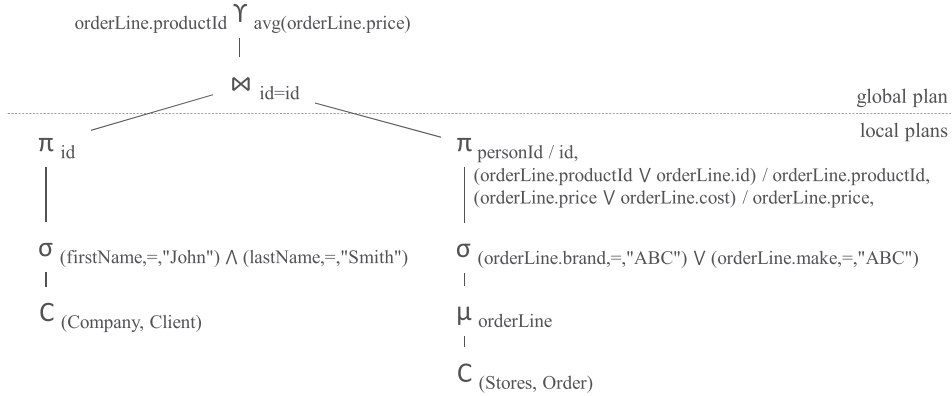 orderLine.productId ϒ avg(orderLine.price)
⋈ id=id
global plan
local plans
π id
π personId / id,
(orderLine.productId ∨ orderLine.id) / orderLine.productId,
(orderLine.price ∨ orderLine.cost) / orderLine.price,
σ (firstName,=,"John") ∧ (lastName,=,"Smith")
σ (orderLine.brand,=,"ABC") ∨ (orderLine.make,=,"ABC")
C (Company, Client)
μ orderLine
C (Stores, Order)